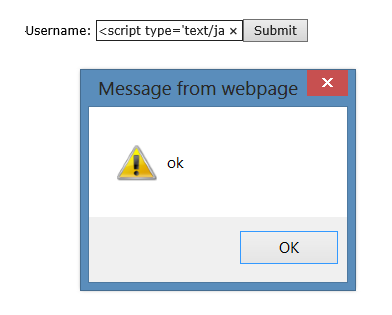 Username: <script type='text/ja × Submit
Message from webpage x
ok
OK